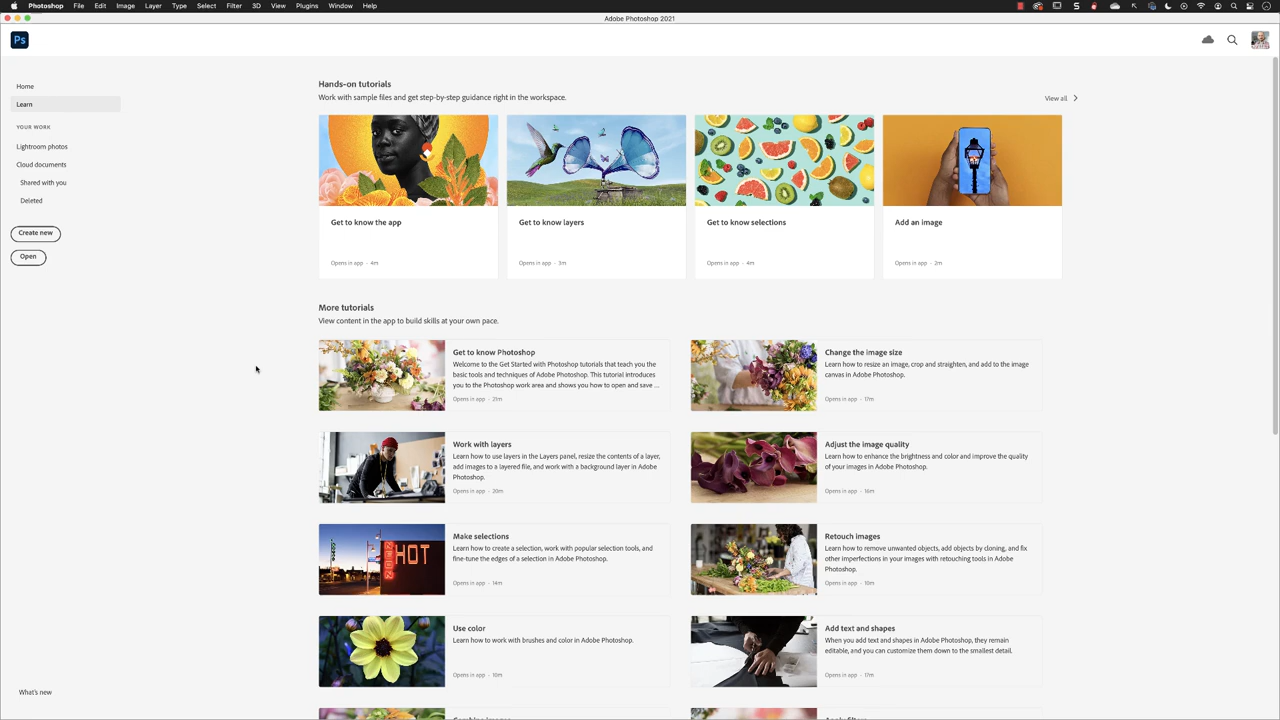 Photoshop File Edit Image Layer Type Select Filter 3D View Plugins Window Help
Adobe Photoshop 2021
Ps
Home
Learn
YOUR WORK
Lightroom photos
Cloud documents
Shared with you
Deleted
Create new
Open
What's new
Hands-on tutorials
Work with sample files and get step-by-step guidance right in the workspace.
View all
Get to know the app
Opens in app • 4m
Get to know layers
Opens in app • 3m
Get to know selections
Opens in app • 4m
Add an image
Opens in app • 2m
More tutorials
View content in the app to build skills at your own pace.
Get to know Photoshop
Welcome to the Get Started with Photoshop tutorials that teach you the
basic tools and techniques of Adobe Photoshop. This tutorial introduces
you to the Photoshop work area and shows you how to open and save ...
Opens in app • 21m
Change the image size
Learn how to resize an image, crop and straighten, and add to the image
canvas in Adobe Photoshop.
Opens in app • 17m
Work with layers
Learn how to use layers in the Layers panel, resize the contents of a layer,
add images to a layered file, and work with a background layer in Adobe
Photoshop.
Opens in app • 20m
Adjust the image quality
Learn how to enhance the brightness and color and improve the quality
of your images in Adobe Photoshop.
Opens in app • 16m
HOT
Make selections
Learn how to create a selection, work with popular selection tools, and
fine-tune the edges of a selection in Adobe Photoshop.
Opens in app • 14m
Retouch images
Learn how to remove unwanted objects, add objects by cloning, and fix
other imperfections in your images with retouching tools in Adobe
Photoshop.
Opens in app • 10m
Use color
Learn how to work with brushes and color in Adobe Photoshop.
Opens in app • 10m
Add text and shapes
When you add text and shapes in Adobe Photoshop, they remain
editable, and you can customize them down to the smallest detail.
Opens in app • 17m